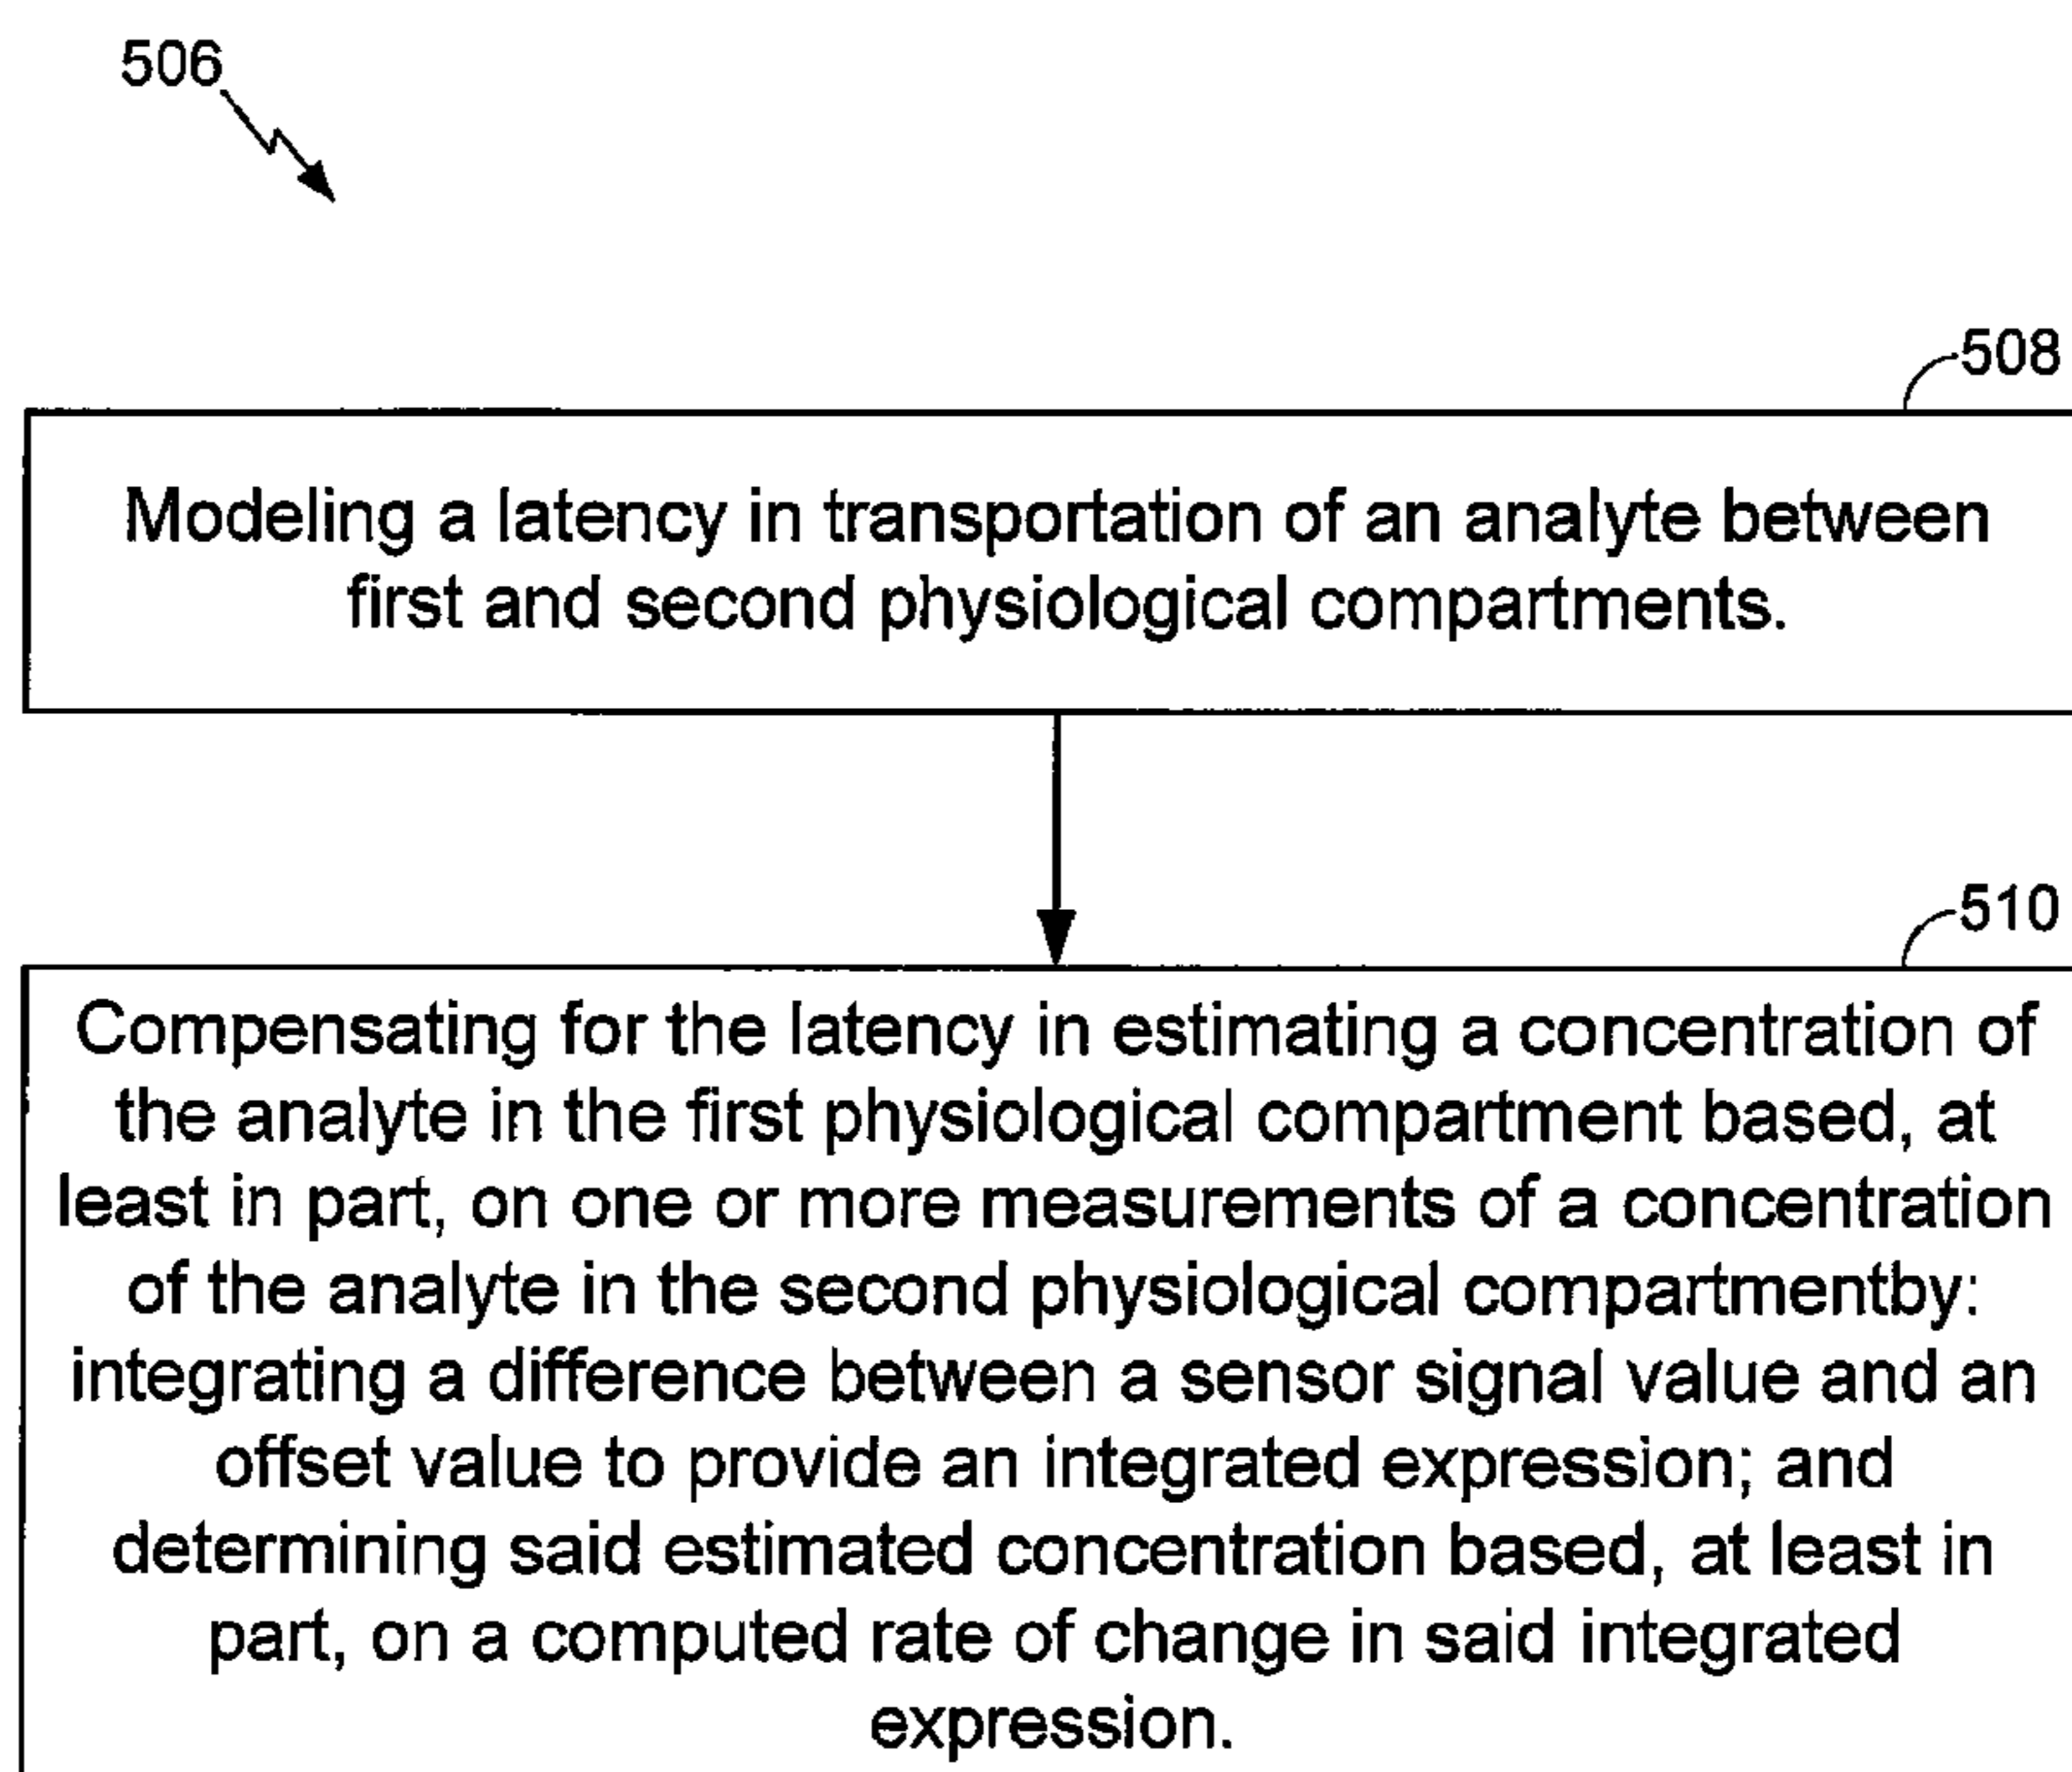 506
508
Modeling a latency in transportation of an analyte between
first and second physiological compartments.
510
Compensating for the latency in estimating a concentration of
the analyte in the first physiological compartment based, at
least in part, on one or more measurements of a concentration
of the analyte in the second physiological compartmentby:
integrating a difference between a sensor signal value and an
offset value to provide an integrated expression; and
determining said estimated concentration based, at least in
part, on a computed rate of change in said integrated
expression.